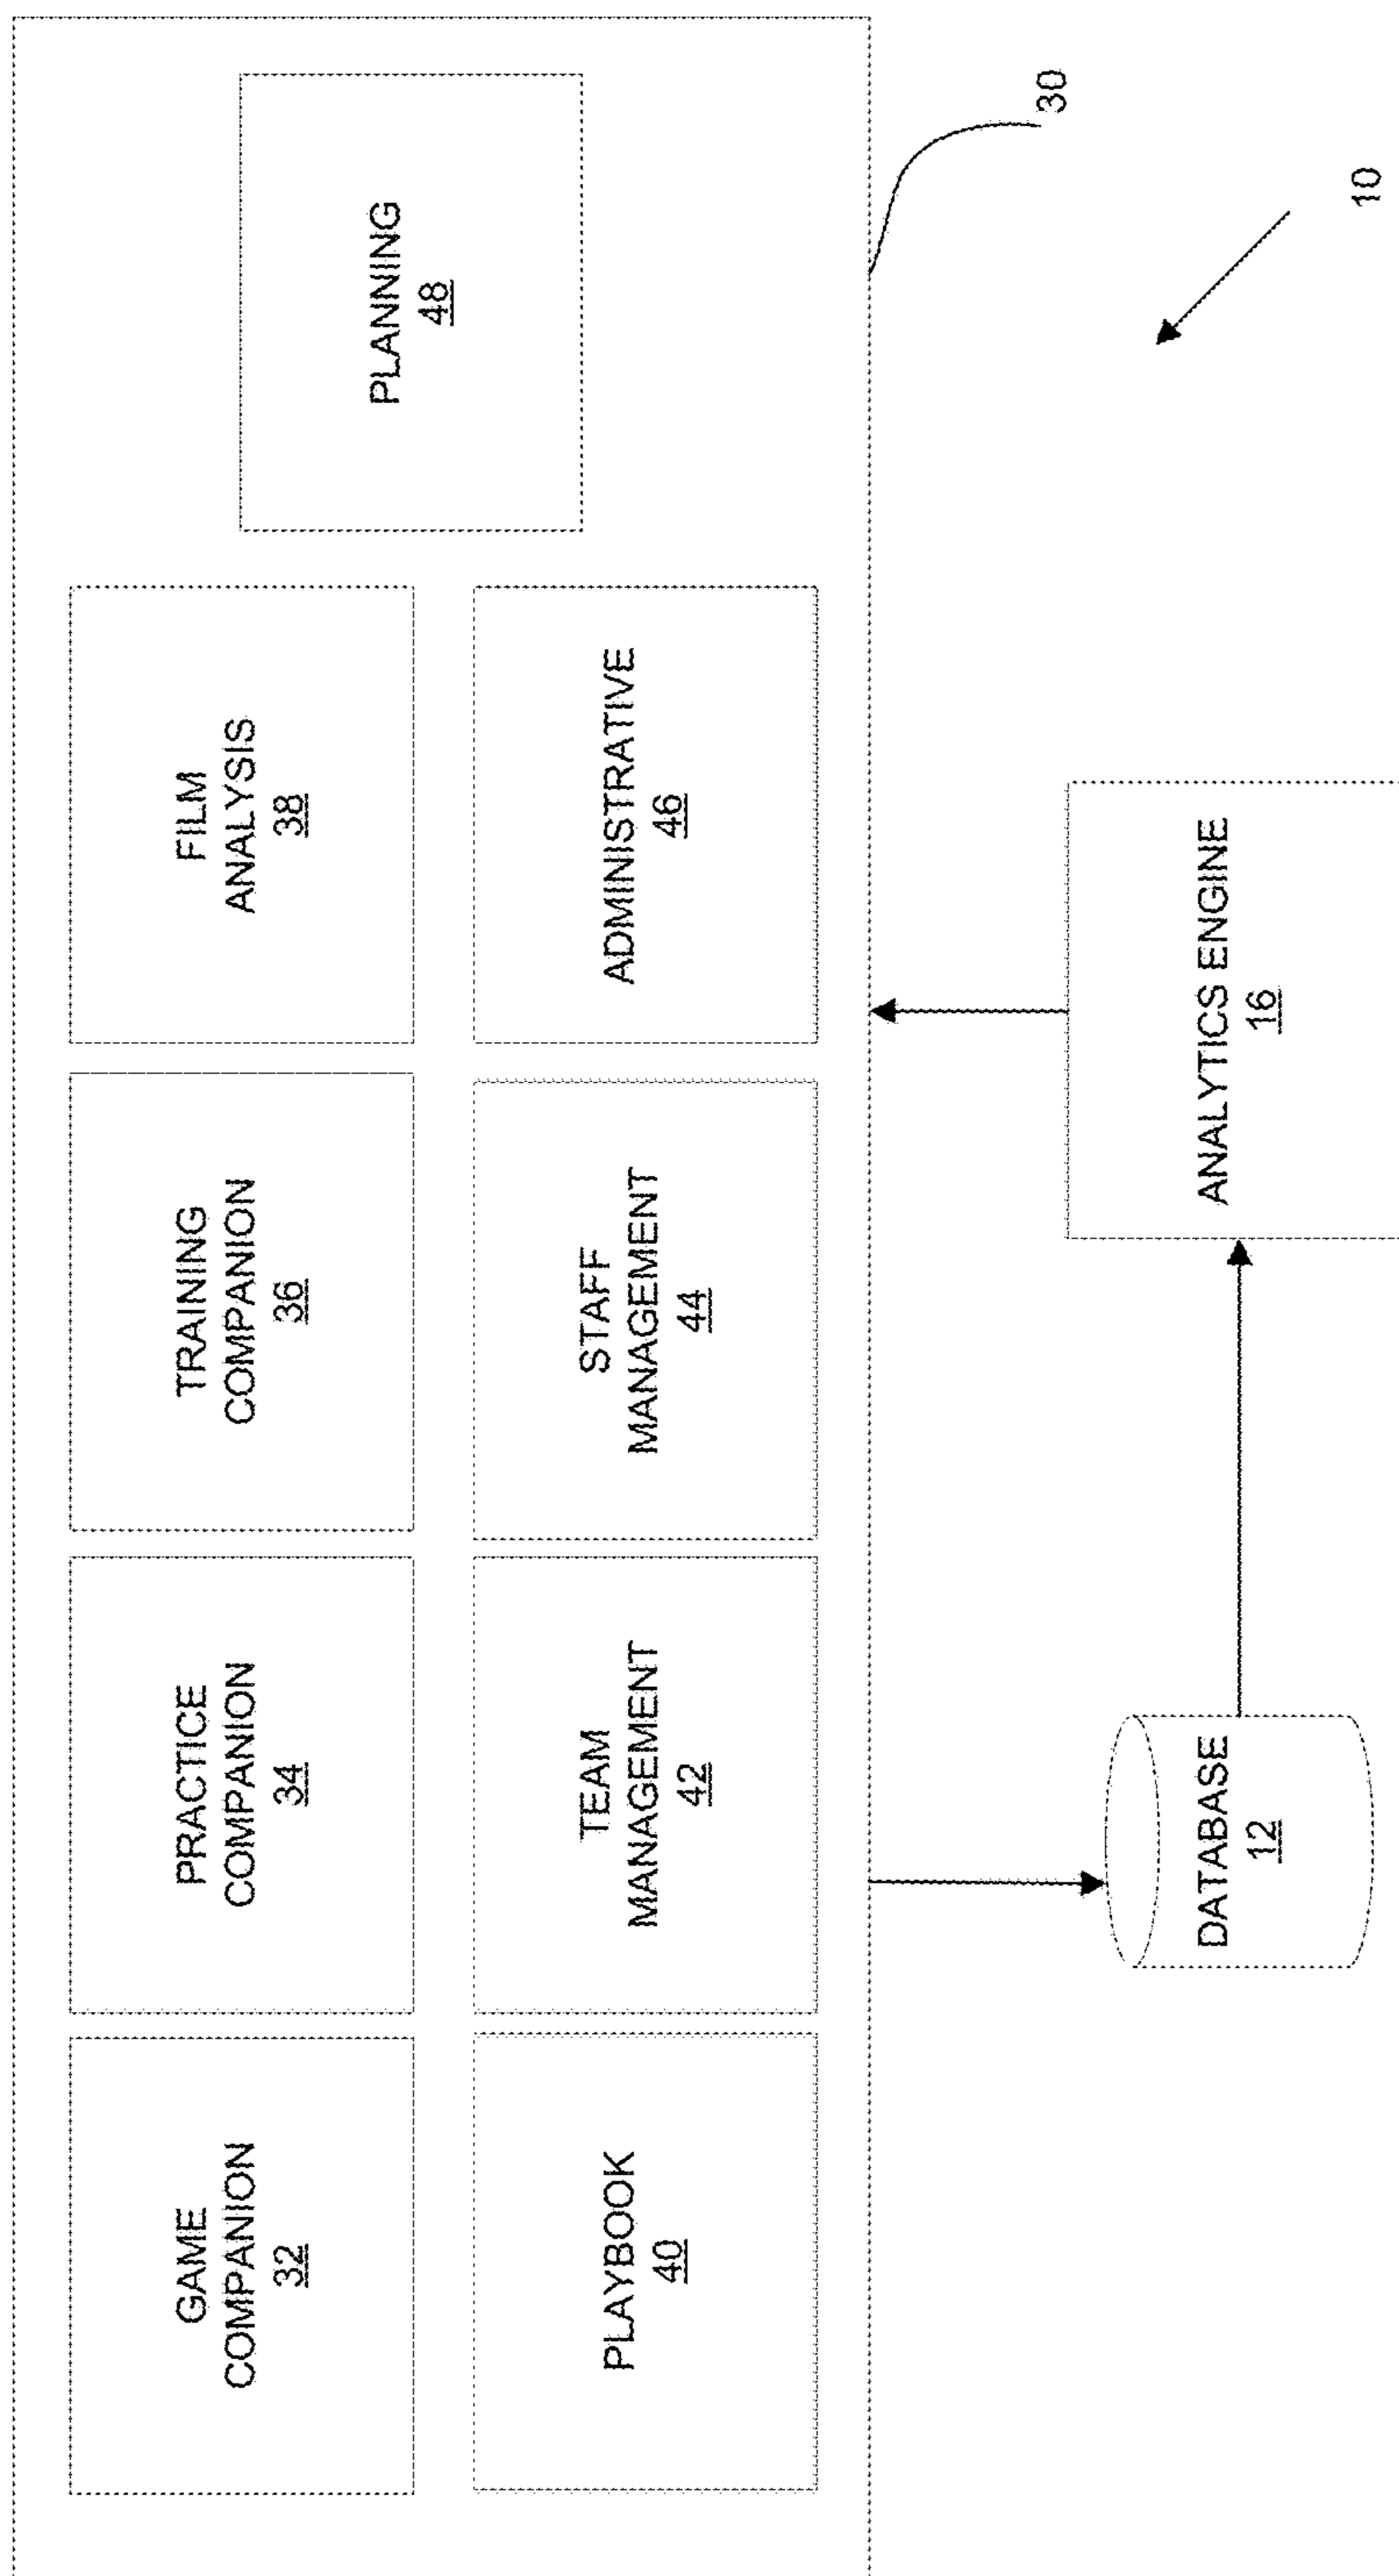 GAME
COMPANION
32
PRACTICE
COMPANION
34
TRAINING
COMPANION
36
FILM
ANALYSIS
38
PLAYBOOK
40
TEAM
MANAGEMENT
42
STAFF
MANAGEMENT
44
ADMINISTRATIVE
46
PLANNING
48
30
DATABASE
12
ANALYTICS ENGINE
16
10